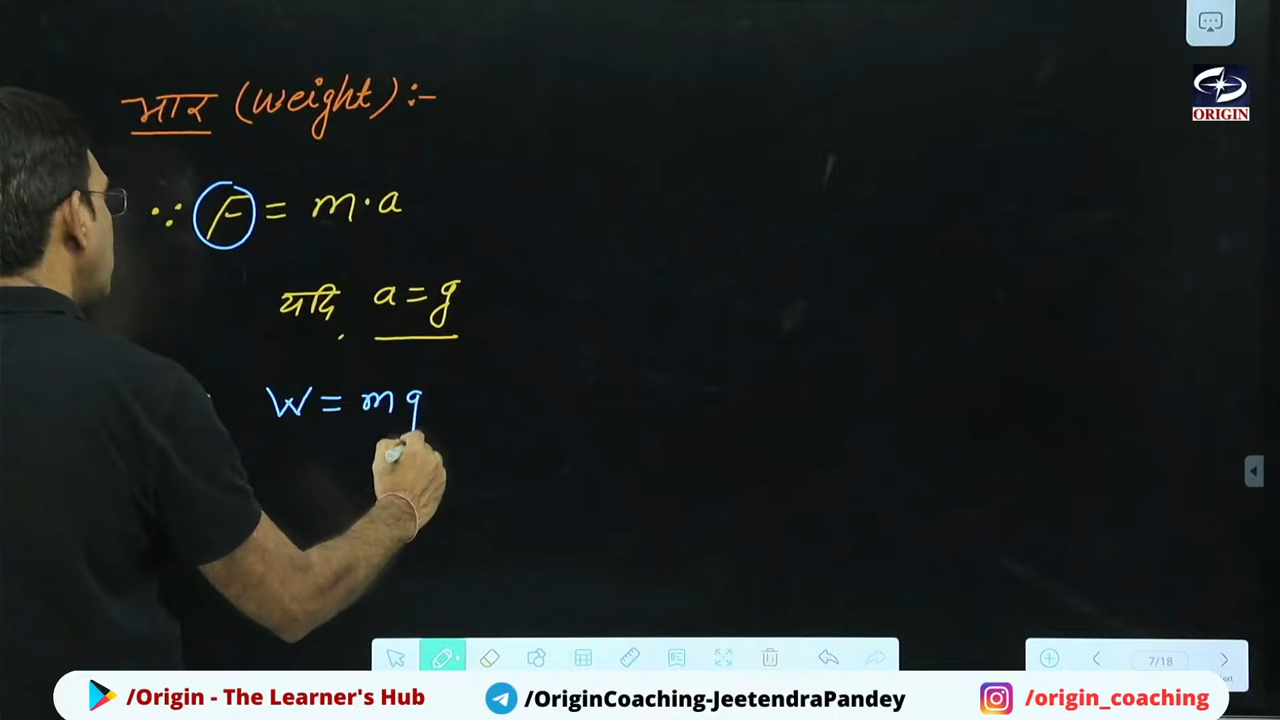 भार (weight) :-
∵ F = m·a
यदि a = g
W = mg
ORIGIN
7/18
/Origin - The Learner's Hub
/OriginCoaching-JeetendraPandey
/origin_coaching